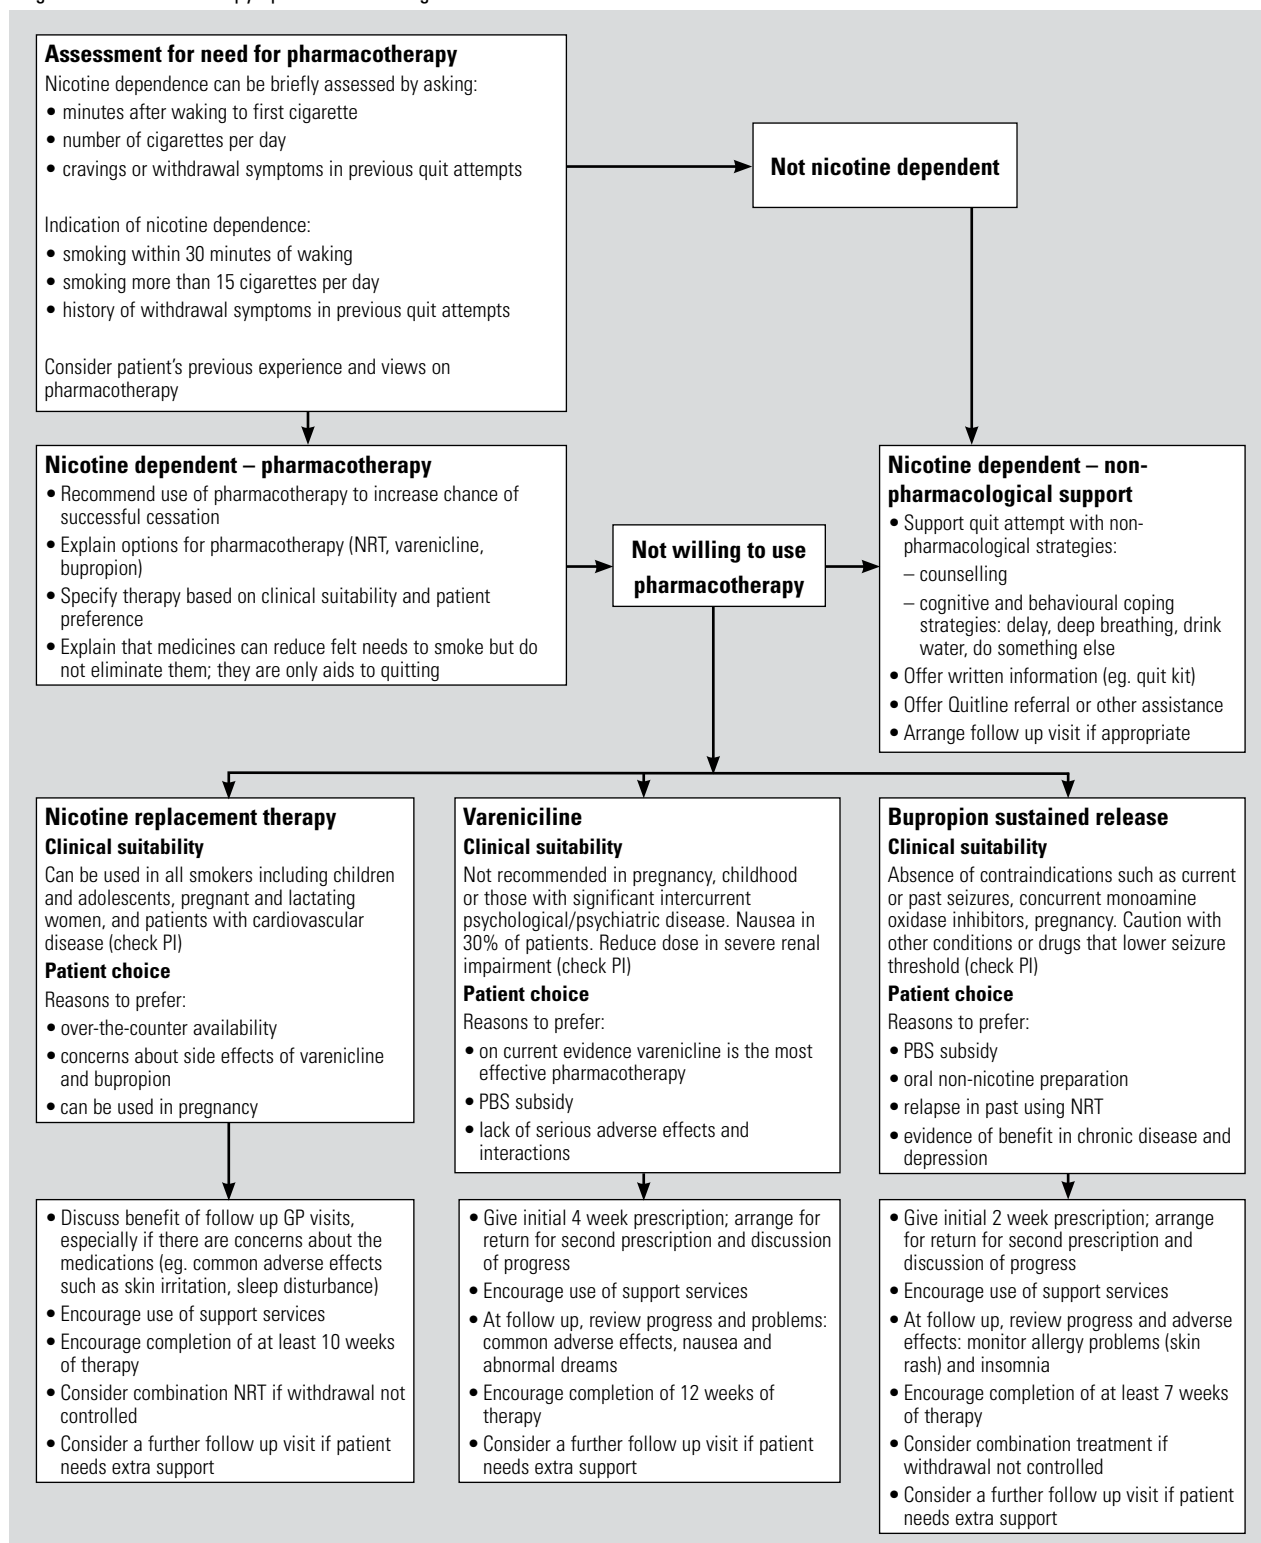 Assessment for need for pharmacotherapy
Nicotine dependence can be briefly assessed by asking:
• minutes after waking to first cigarette
• number of cigarettes per day
• cravings or withdrawal symptoms in previous quit attempts
Indication of nicotine dependence:
• smoking within 30 minutes of waking
• smoking more than 15 cigarettes per day
• history of withdrawal symptoms in previous quit attempts
Consider patient's previous experience and views on
pharmacotherapy
Not nicotine dependent
Nicotine dependent – pharmacotherapy
• Recommend use of pharmacotherapy to increase chance of
successful cessation
• Explain options for pharmacotherapy (NRT, varenicline,
bupropion)
• Specify therapy based on clinical suitability and patient
preference
• Explain that medicines can reduce felt needs to smoke but do
not eliminate them; they are only aids to quitting
Not willing to use
pharmacotherapy
Nicotine dependent – non-
pharmacological support
• Support quit attempt with non-
pharmacological strategies:
– counselling
– cognitive and behavioural coping
strategies: delay, deep breathing, drink
water, do something else
• Offer written information (eg. quit kit)
• Offer Quitline referral or other assistance
• Arrange follow up visit if appropriate
Nicotine replacement therapy
Clinical suitability
Can be used in all smokers including children
and adolescents, pregnant and lactating
women, and patients with cardiovascular
disease (check PI)
Patient choice
Reasons to prefer:
• over-the-counter availability
• concerns about side effects of varenicline
and bupropion
• can be used in pregnancy
Vareniciline
Clinical suitability
Not recommended in pregnancy, childhood
or those with significant intercurrent
psychological/psychiatric disease. Nausea in
30% of patients. Reduce dose in severe renal
impairment (check PI)
Patient choice
Reasons to prefer:
• on current evidence varenicline is the most
effective pharmacotherapy
• PBS subsidy
• lack of serious adverse effects and
interactions
Bupropion sustained release
Clinical suitability
Absence of contraindications such as current
or past seizures, concurrent monoamine
oxidase inhibitors, pregnancy. Caution with
other conditions or drugs that lower seizure
threshold (check PI)
Patient choice
Reasons to prefer:
• PBS subsidy
• oral non-nicotine preparation
• relapse in past using NRT
• evidence of benefit in chronic disease and
depression
• Discuss benefit of follow up GP visits,
especially if there are concerns about the
medications (eg. common adverse effects
such as skin irritation, sleep disturbance)
• Encourage use of support services
• Encourage completion of at least 10 weeks
of therapy
• Consider combination NRT if withdrawal not
controlled
• Consider a further follow up visit if patient
needs extra support
• Give initial 4 week prescription; arrange for
return for second prescription and discussion
of progress
• Encourage use of support services
• At follow up, review progress and problems:
common adverse effects, nausea and
abnormal dreams
• Encourage completion of 12 weeks of
therapy
• Consider a further follow up visit if patient
needs extra support
• Give initial 2 week prescription; arrange
for return for second prescription and
discussion of progress
• Encourage use of support services
• At follow up, review progress and adverse
effects: monitor allergy problems (skin
rash) and insomnia
• Encourage completion of at least 7 weeks
of therapy
• Consider combination treatment if
withdrawal not controlled
• Consider a further follow up visit if patient
needs extra support